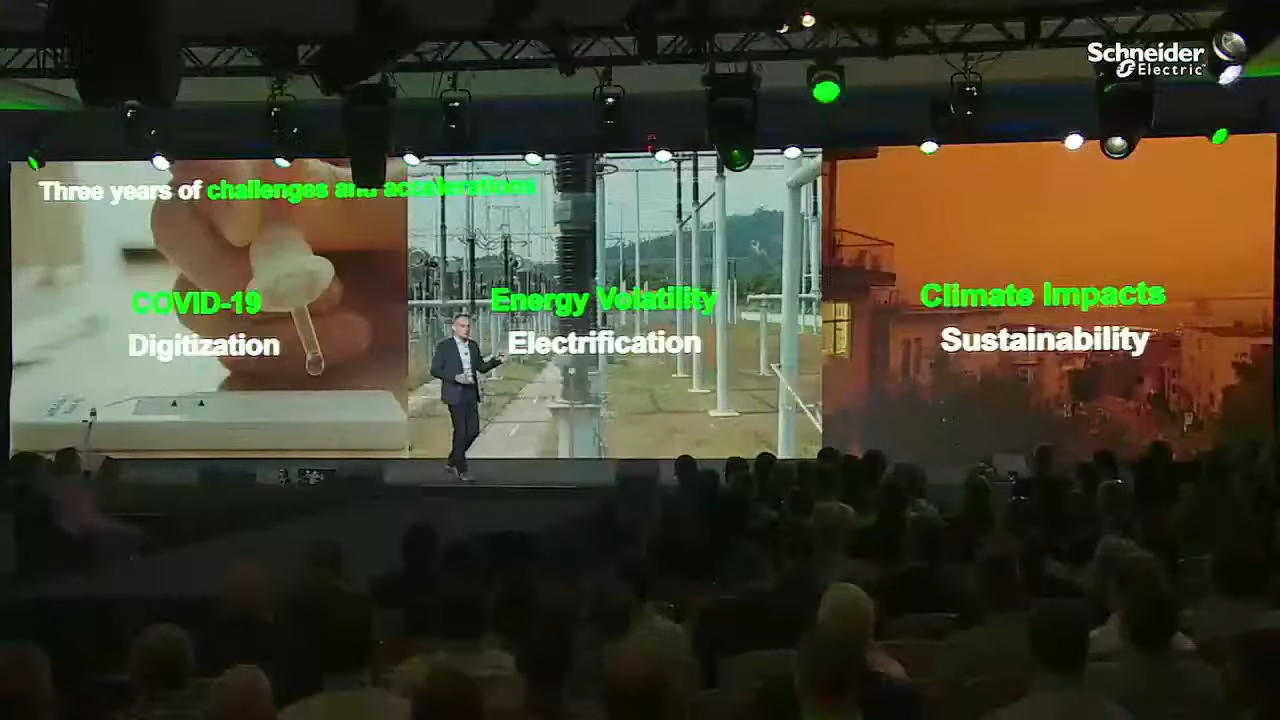 Schneider
Electric
Three years of challenges and accelerations
COVID-19
Digitization
Energy Volatility
Electrification
Climate Impacts
Sustainability